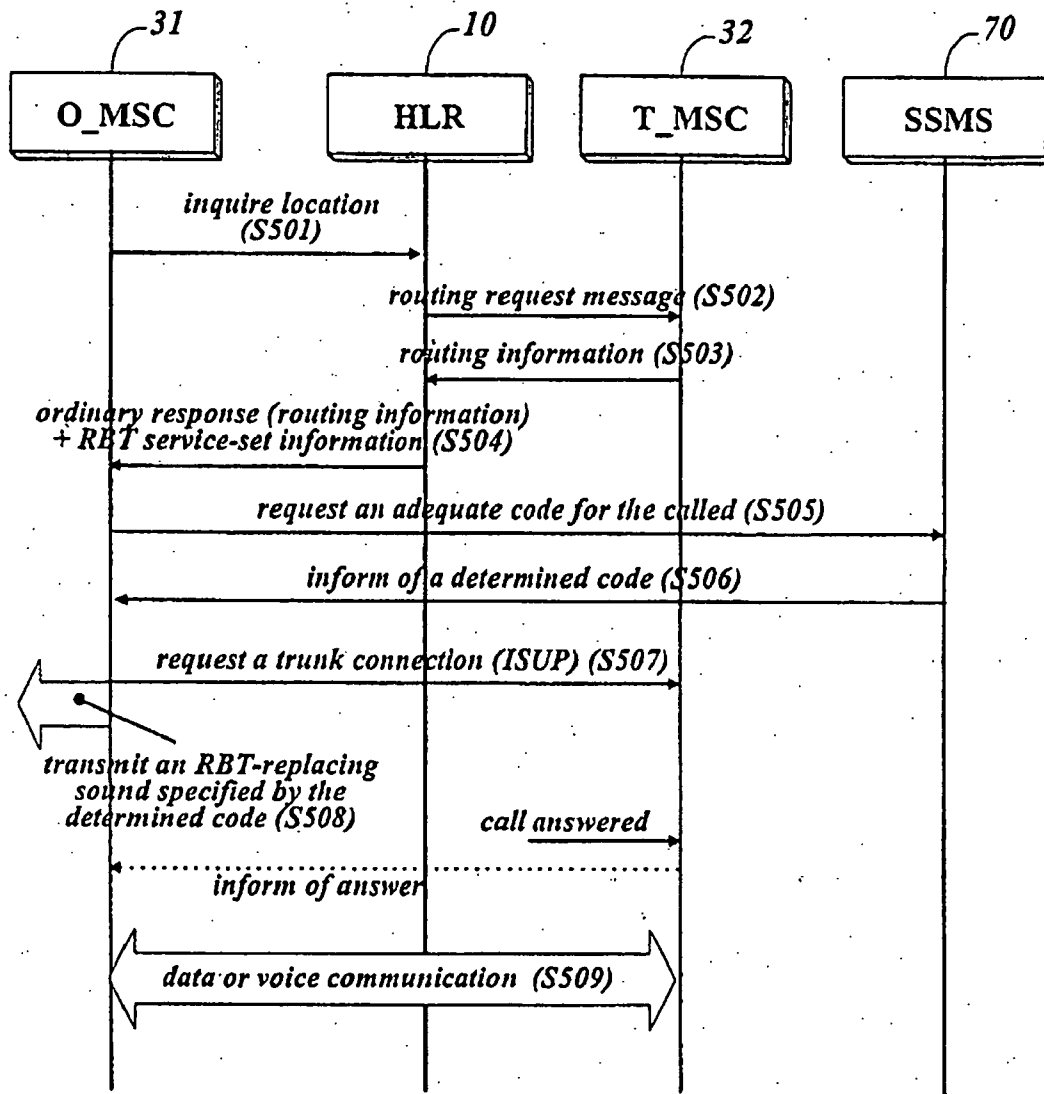 31
10
32
70
O_MSC
HLR
T_MSC
SSMS
inquire location
(S501)
routing request message (S502)
routing information (S503)
ordinary response (routing information)
+ RBT service-set information (S504)
request an adequate code for the called (S505)
inform of a determined code (S506)
request a trunk connection (ISUP) (S507)
transmit an RBT-replacing
sound specified by the
determined code (S508)
call answered
inform of answer
data or voice communication (S509)